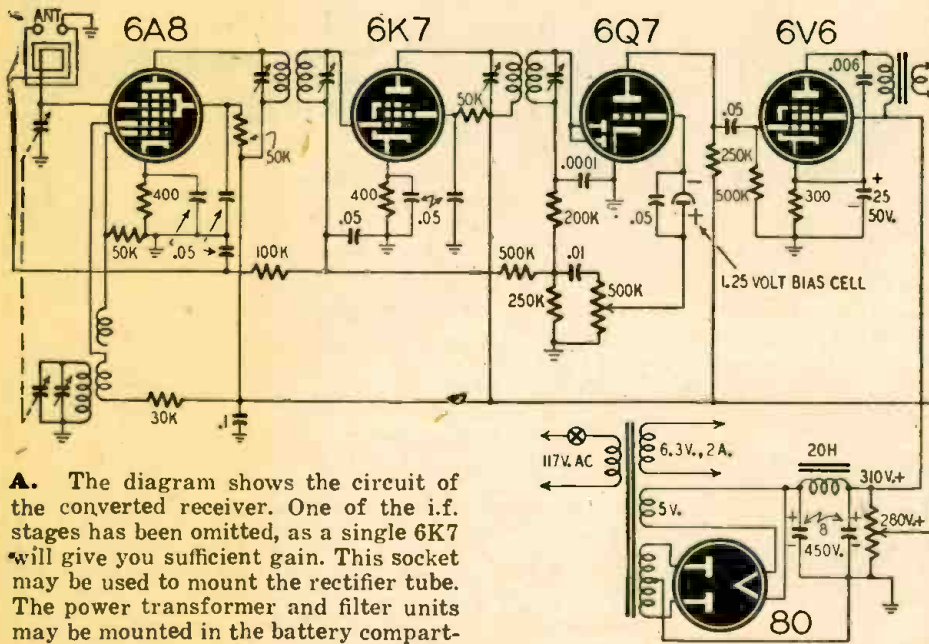 ANT
6A8
6K7
6Q7
6V6
.006
50K
50K
.05
250K
500K
400
400
.0001
.05
.05
200K
.05
300
+
25
-
50V.
50K
.05
100K
500K
.01
250K
500K
-
+
1.25 VOLT BIAS CELL
30K
.1
117V. AC
6.3V., 2A.
20H
310V.+
5V.
+
8
+
280V.+
-
450V.
-
80
A. The diagram shows the circuit of
the converted receiver. One of the i.f.
stages has been omitted, as a single 6K7
will give you sufficient gain. This socket
may be used to mount the rectifier tube.
The power transformer and filter units
may be mounted in the battery compart-